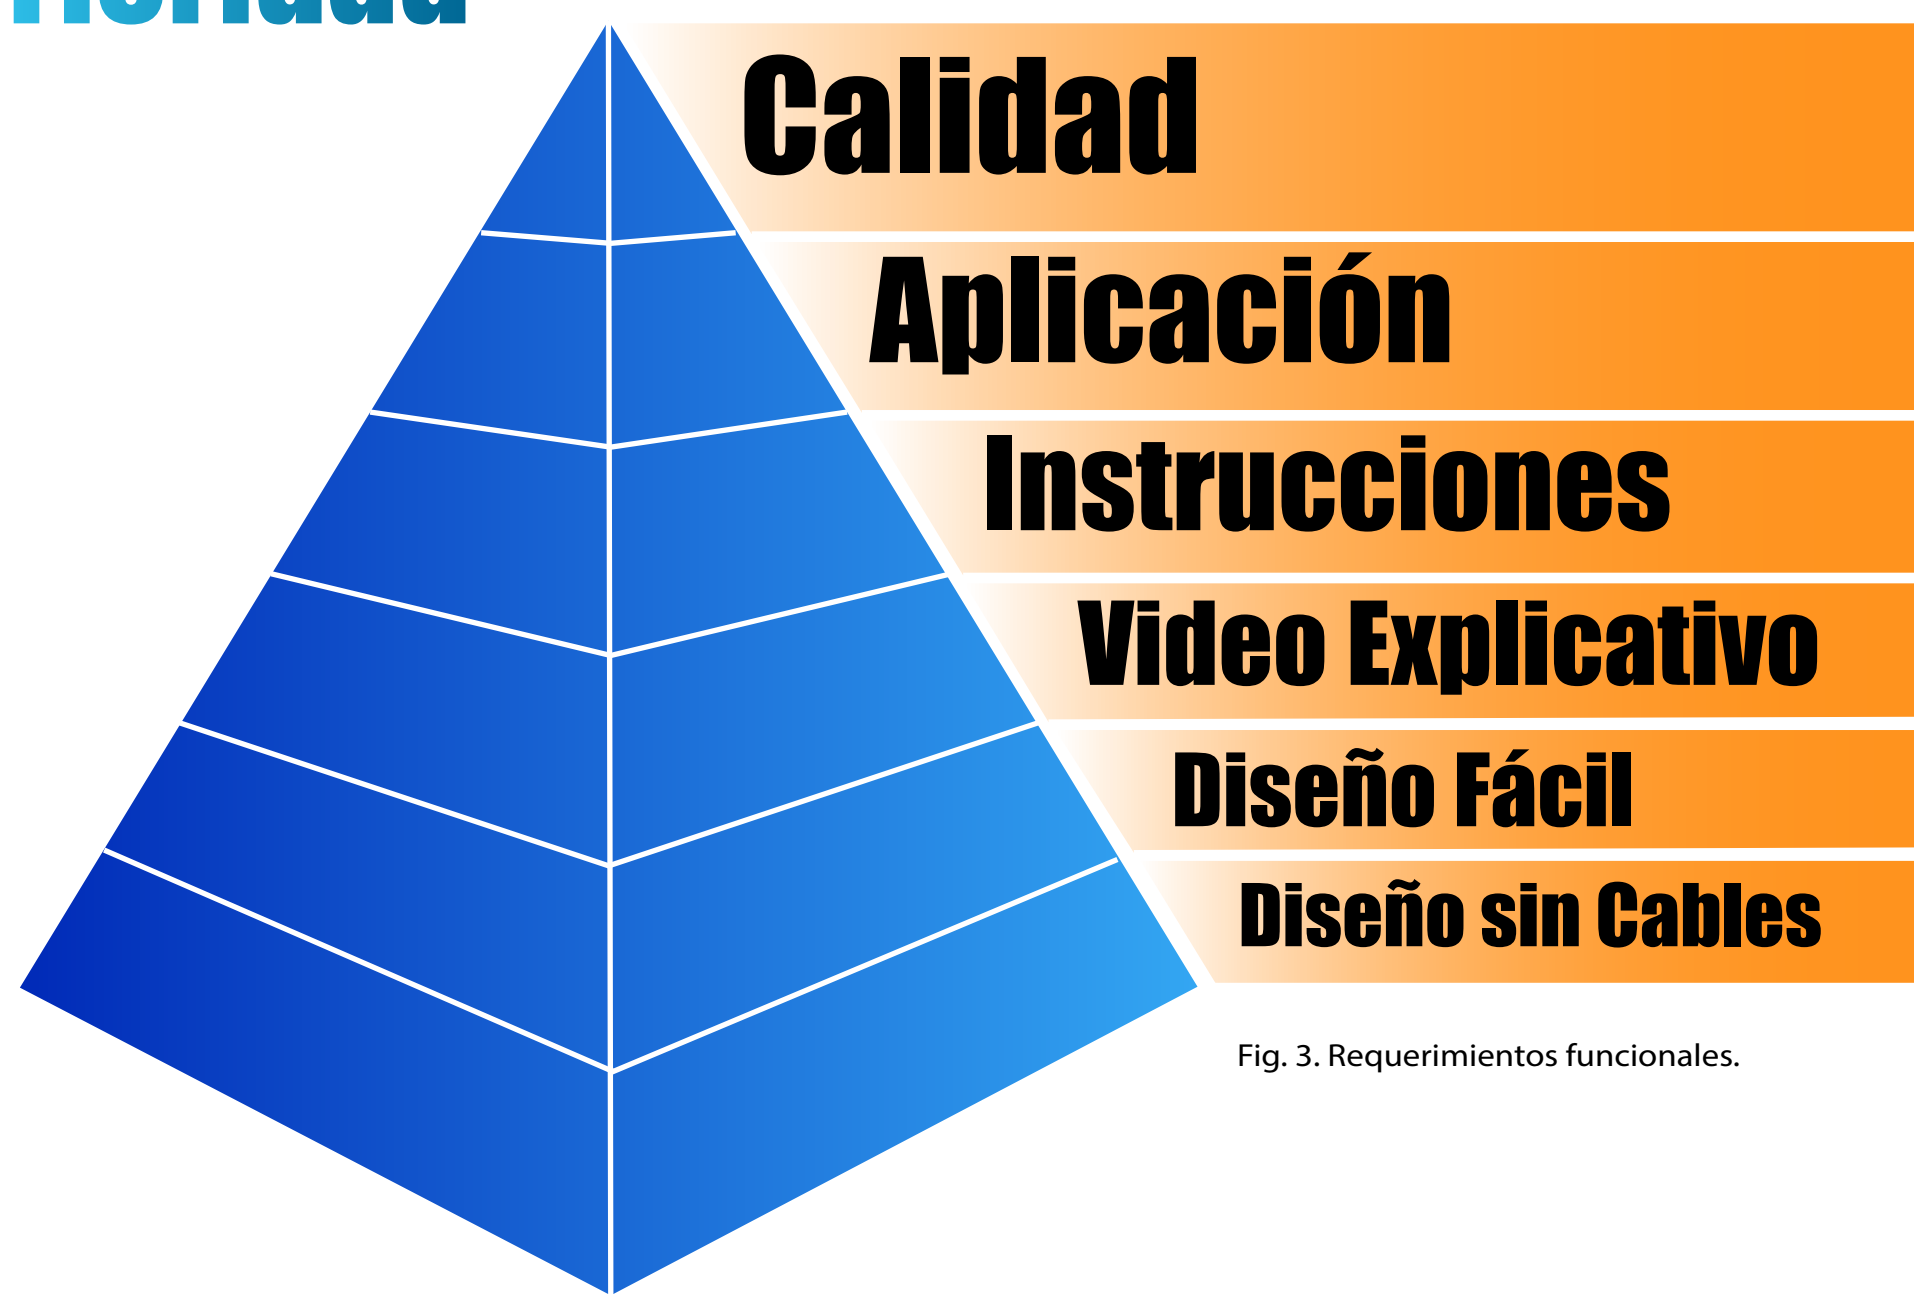 Calidad
Aplicación
Instrucciones
Video Explicativo
Diseño Fácil
Diseño sin Cables
Fig. 3. Requerimientos funcionales.